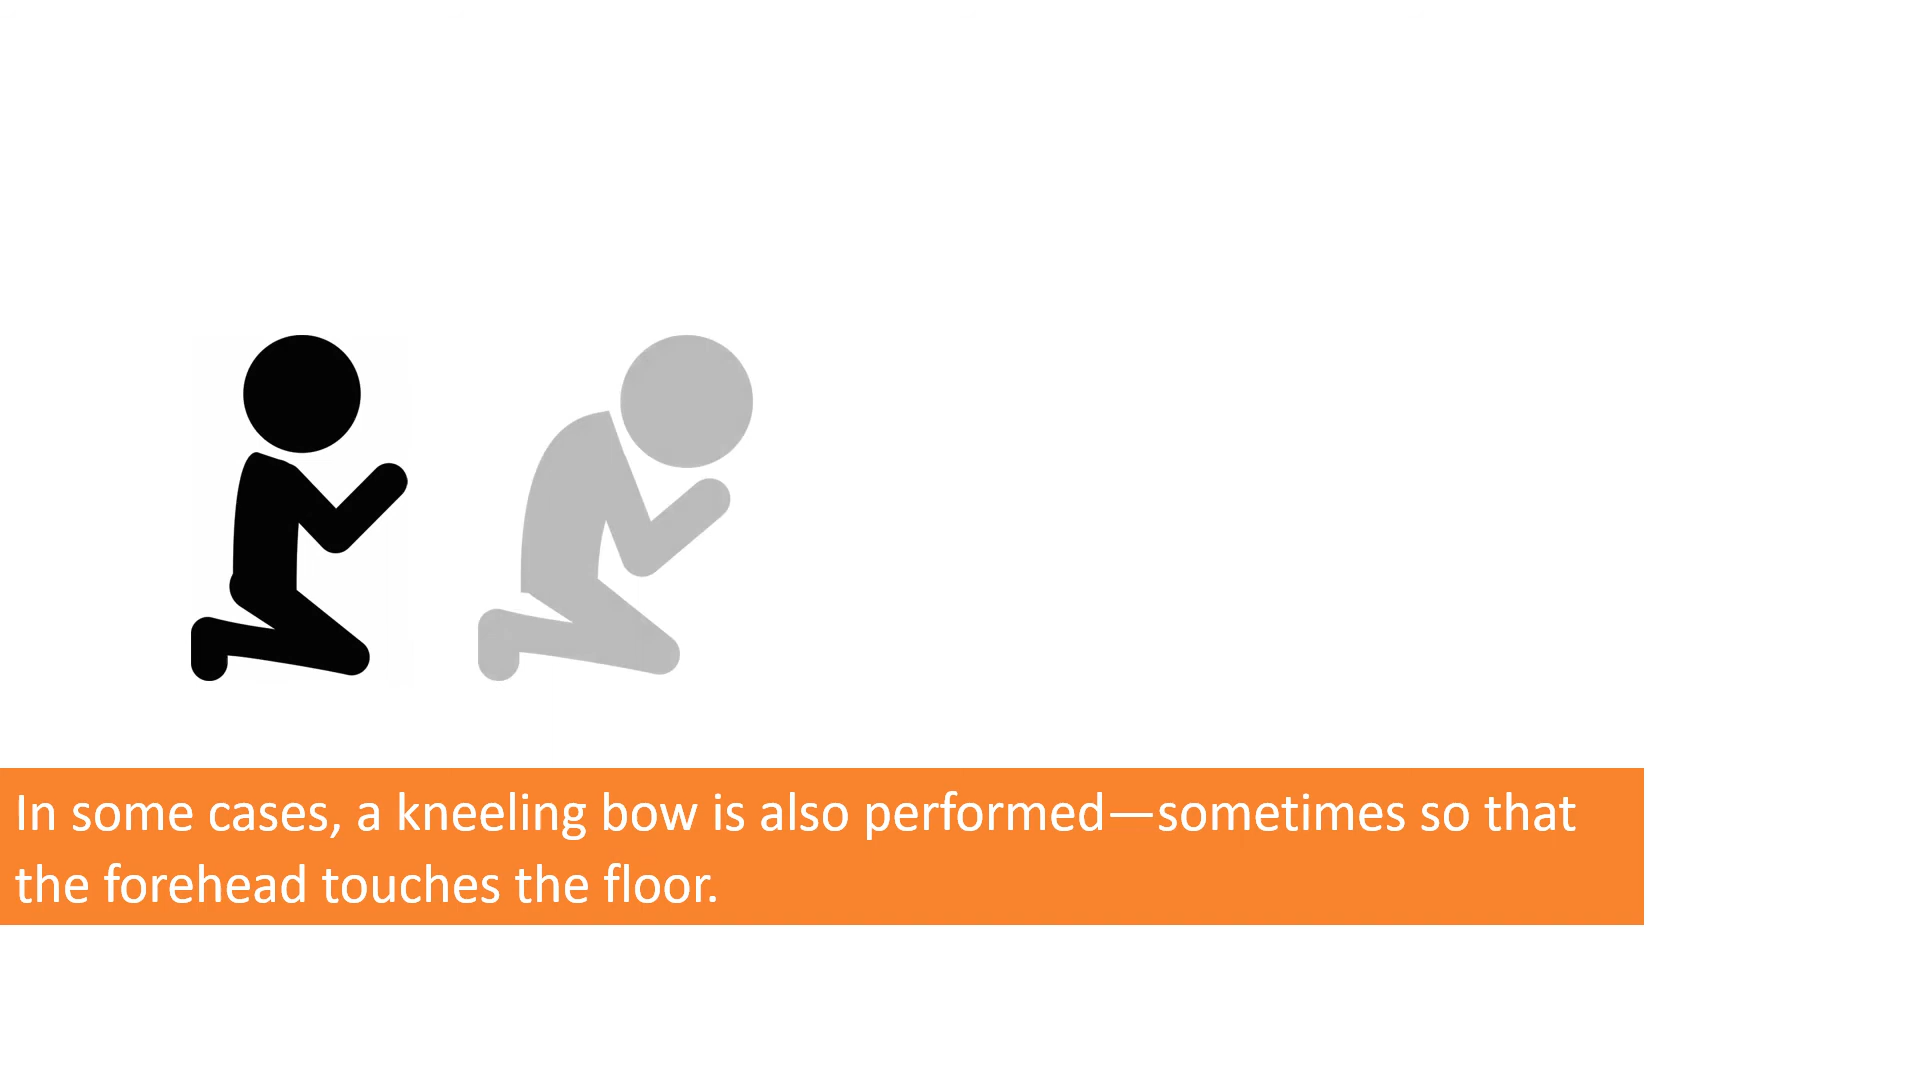 In some cases, a kneeling bow is also performed—sometimes so that
the forehead touches the floor.